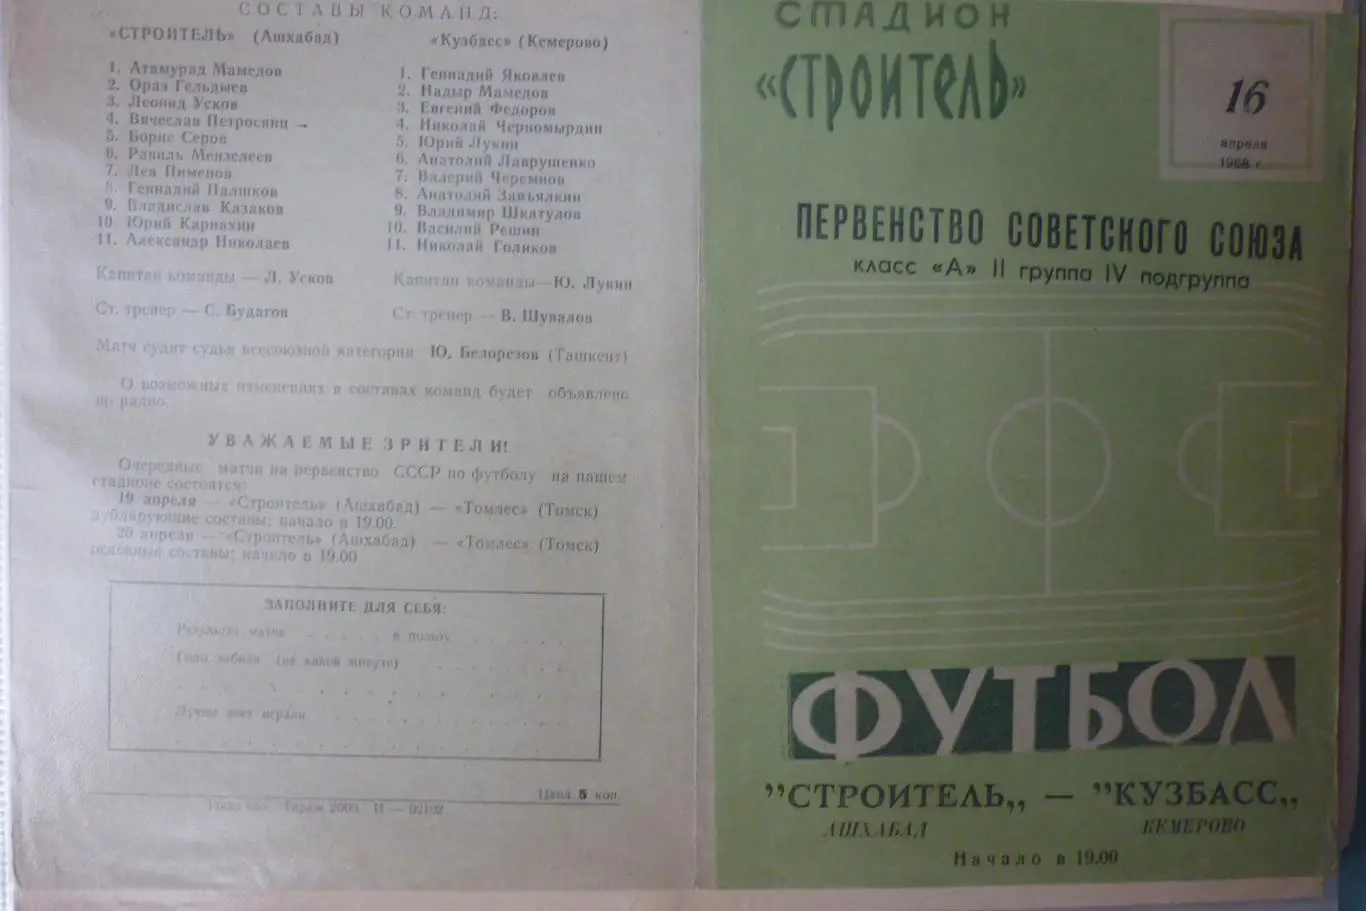 СОСТАВЫ КОМАНД:
«СТРОИТЕЛЬ» (Ашхабад)
1. Атамурад Мамедов
2. Ораз Гельдыев
3. Леонид Усков
4. Вячеслав Петросянц
5. Борис Серов
6. Равиль Мензелеев
7. Лев Пименов
8. Геннадий Палшков
9. Владислав Казаков
10. Юрий Карнахин
11. Александр Николаев
Капитан команды — Л. Усков
Ст. тренер — С. Будагов
«Кузбасс» (Кемерово)
1. Геннадий Яковлев
2. Надыр Мамедов
3. Евгений Федоров
4. Николай Черномырдин
5. Юрий Лукин
6. Анатолий Лаврушенко
7. Валерий Черемнов
8. Анатолий Завьялкин
9. Владимир Шкатулов
10. Василий Решин
11. Николай Голиков
Капитан команды—Ю. Лукин
Ст. тренер — В. Шувалов
Матч судит судья всесоюзной категории Ю. Белорезов (Ташкент)
О возможных изменениях в составах команд будет объявлено
по радио.
УВАЖАЕМЫЕ ЗРИТЕЛИ!
Очередные матчи на первенство СССР по футболу на нашем
стадионе состоятся:
19 апреля — «Строитель» (Ашхабад) — «Томлес» (Томск)
дублирующие составы; начало в 19.00.
20 апреля — «Строитель» (Ашхабад) — «Томлес» (Томск)
основные составы; начало в 19.00
ЗАПОЛНИТЕ ДЛЯ СЕБЯ:
Результат матча . . . . . в пользу . . . . . .
Голы забили (на какой минуте) . . . . . . .
Лучше всех играли . . . . . . . . .
Цена 5 коп.
Тираж 2000. И — 02102
СТАДИОН
«СТРОИТЕЛЬ»
16
апреля
1968 г.
ПЕРВЕНСТВО СОВЕТСКОГО СОЮЗА
класс «А» II группа IV подгруппа
ФУТБОЛ
"СТРОИТЕЛЬ„ — "КУЗБАСС„
АШХАБАД КЕМЕРОВО
Начало в 19.00